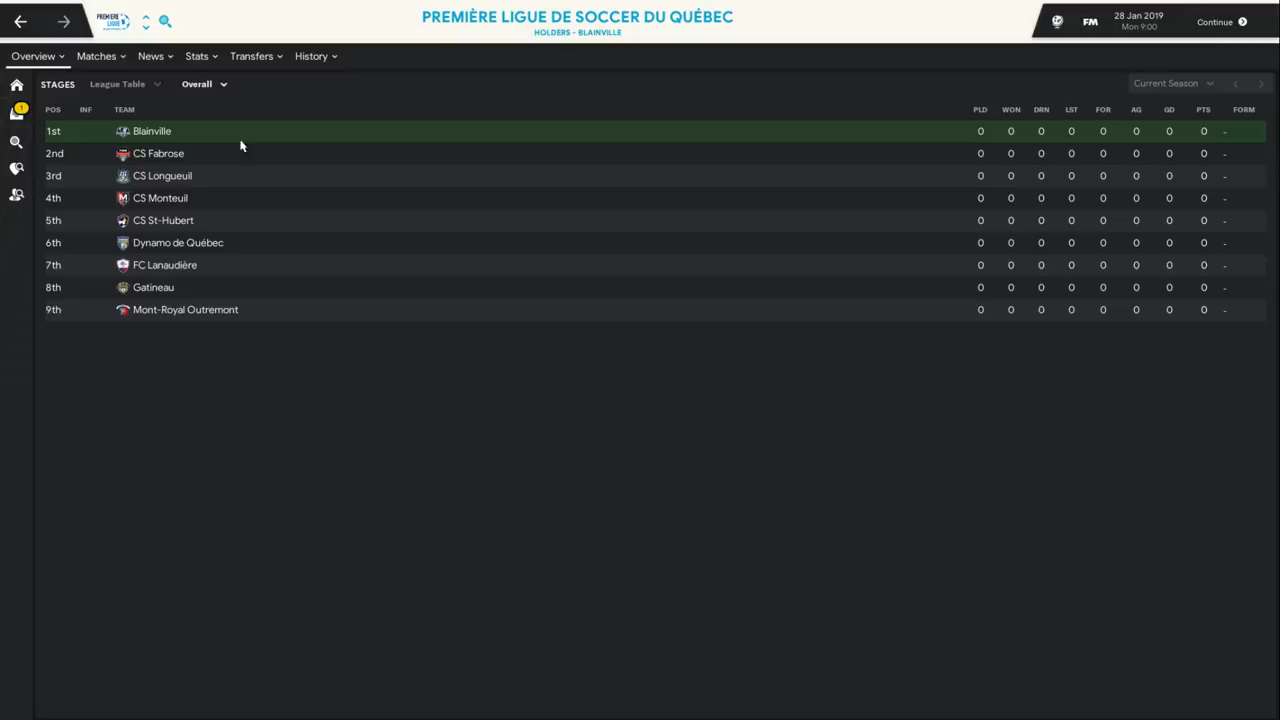 PREMIÈRE LIGUE DE SOCCER DU QUÉBEC
HOLDERS - BLAINVILLE
PREMIÈRE
LIGUE
FM
28 Jan 2019
Mon 9:00
Continue
Overview Matches News Stats Transfers History
STAGES League Table Overall Current Season
1
POS INF TEAM PLD WON DRN LST FOR AG GD PTS FORM
1st Blainville 0 0 0 0 0 0 0 0 -
2nd CS Fabrose 0 0 0 0 0 0 0 0 -
3rd CS Longueuil 0 0 0 0 0 0 0 0 -
4th CS Monteuil 0 0 0 0 0 0 0 0 -
5th CS St-Hubert 0 0 0 0 0 0 0 0 -
6th Dynamo de Québec 0 0 0 0 0 0 0 0 -
7th FC Lanaudière 0 0 0 0 0 0 0 0 -
8th Gatineau 0 0 0 0 0 0 0 0 -
9th Mont-Royal Outremont 0 0 0 0 0 0 0 0 -